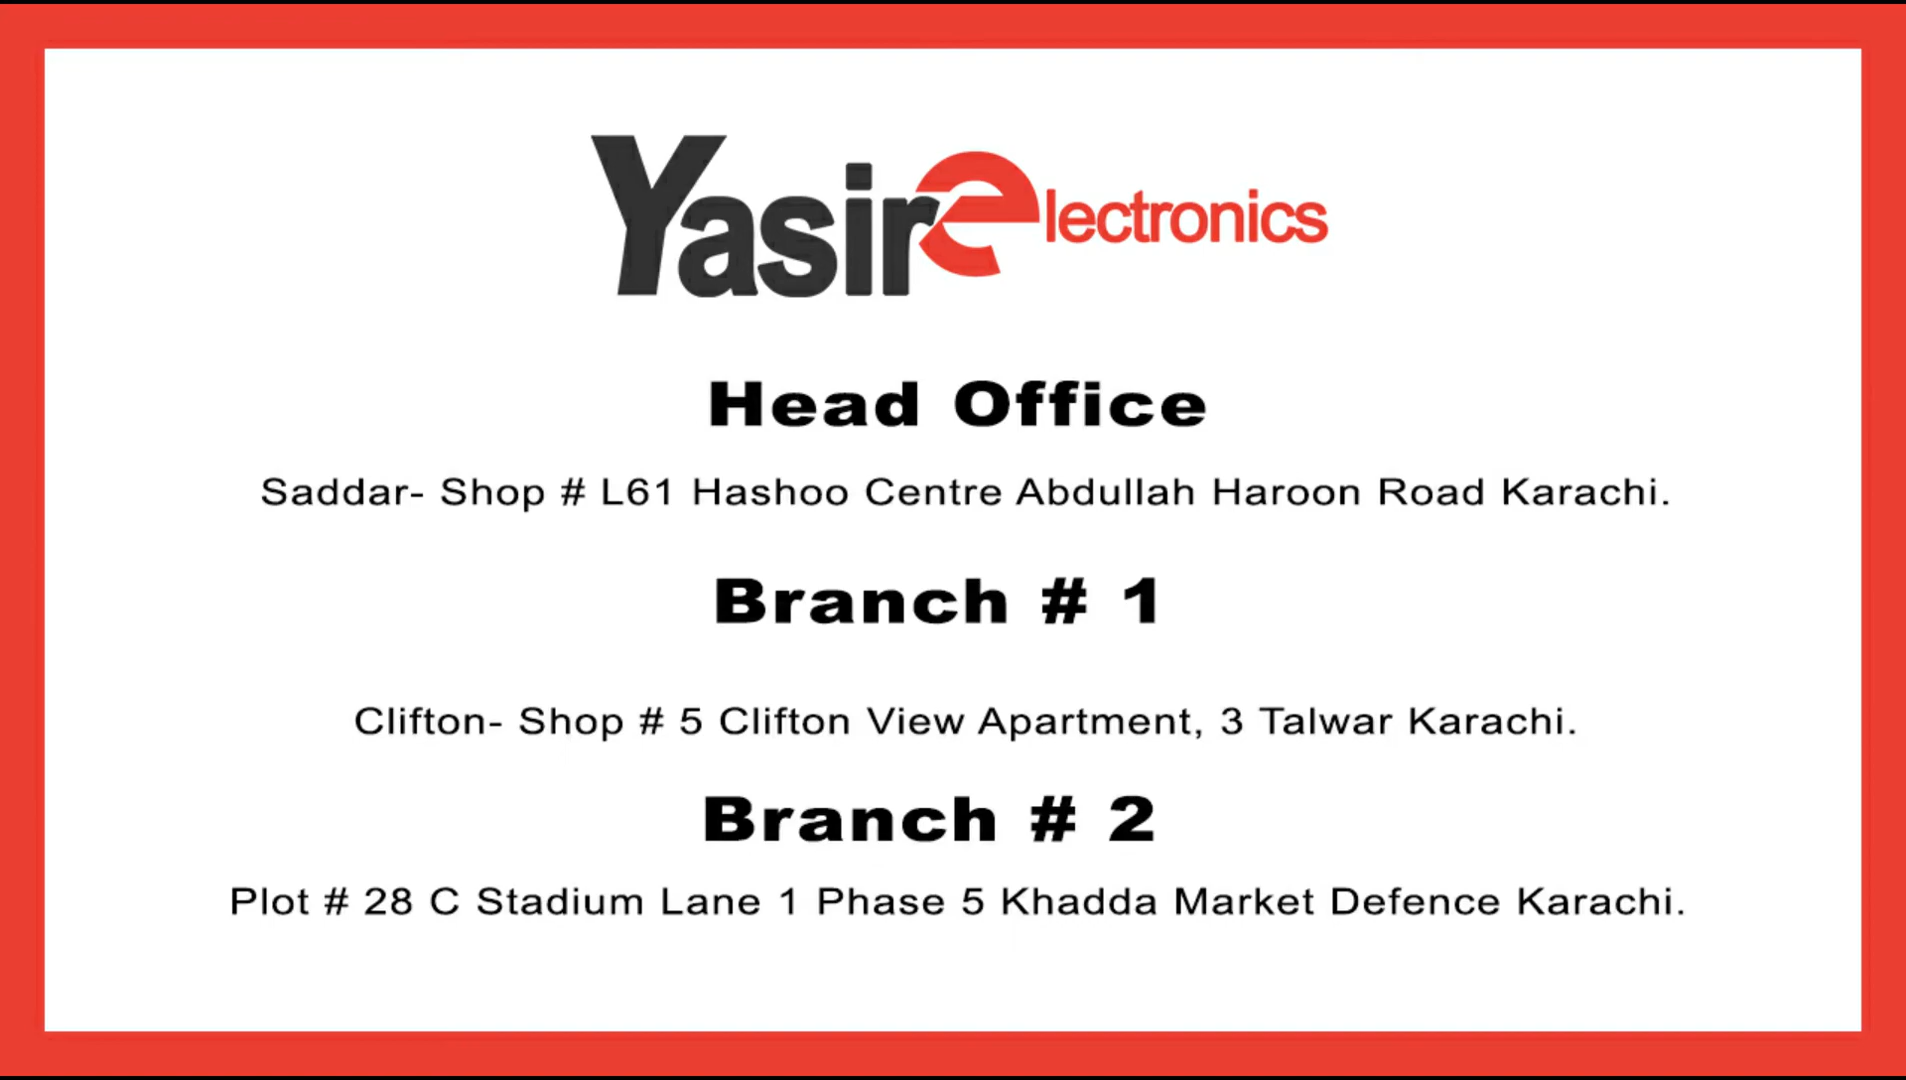 Yasir Electronics
Head Office
Saddar- Shop # L61 Hashoo Centre Abdullah Haroon Road Karachi.
Branch # 1
Clifton- Shop # 5 Clifton View Apartment, 3 Talwar Karachi.
Branch # 2
Plot # 28 C Stadium Lane 1 Phase 5 Khadda Market Defence Karachi.